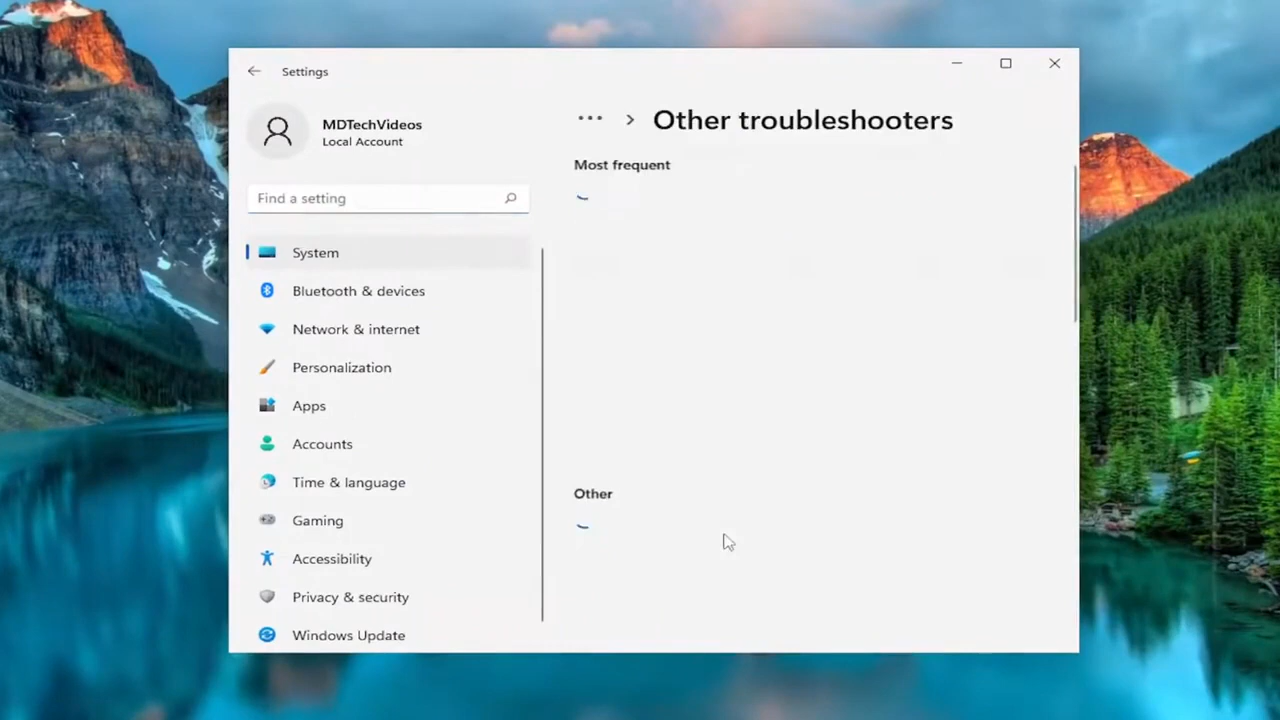 Settings
MDTechVideos
Local Account
Find a setting
System
Bluetooth & devices
Network & internet
Personalization
Apps
Accounts
Time & language
Gaming
Accessibility
Privacy & security
Windows Update
... > Other troubleshooters
Most frequent
Other